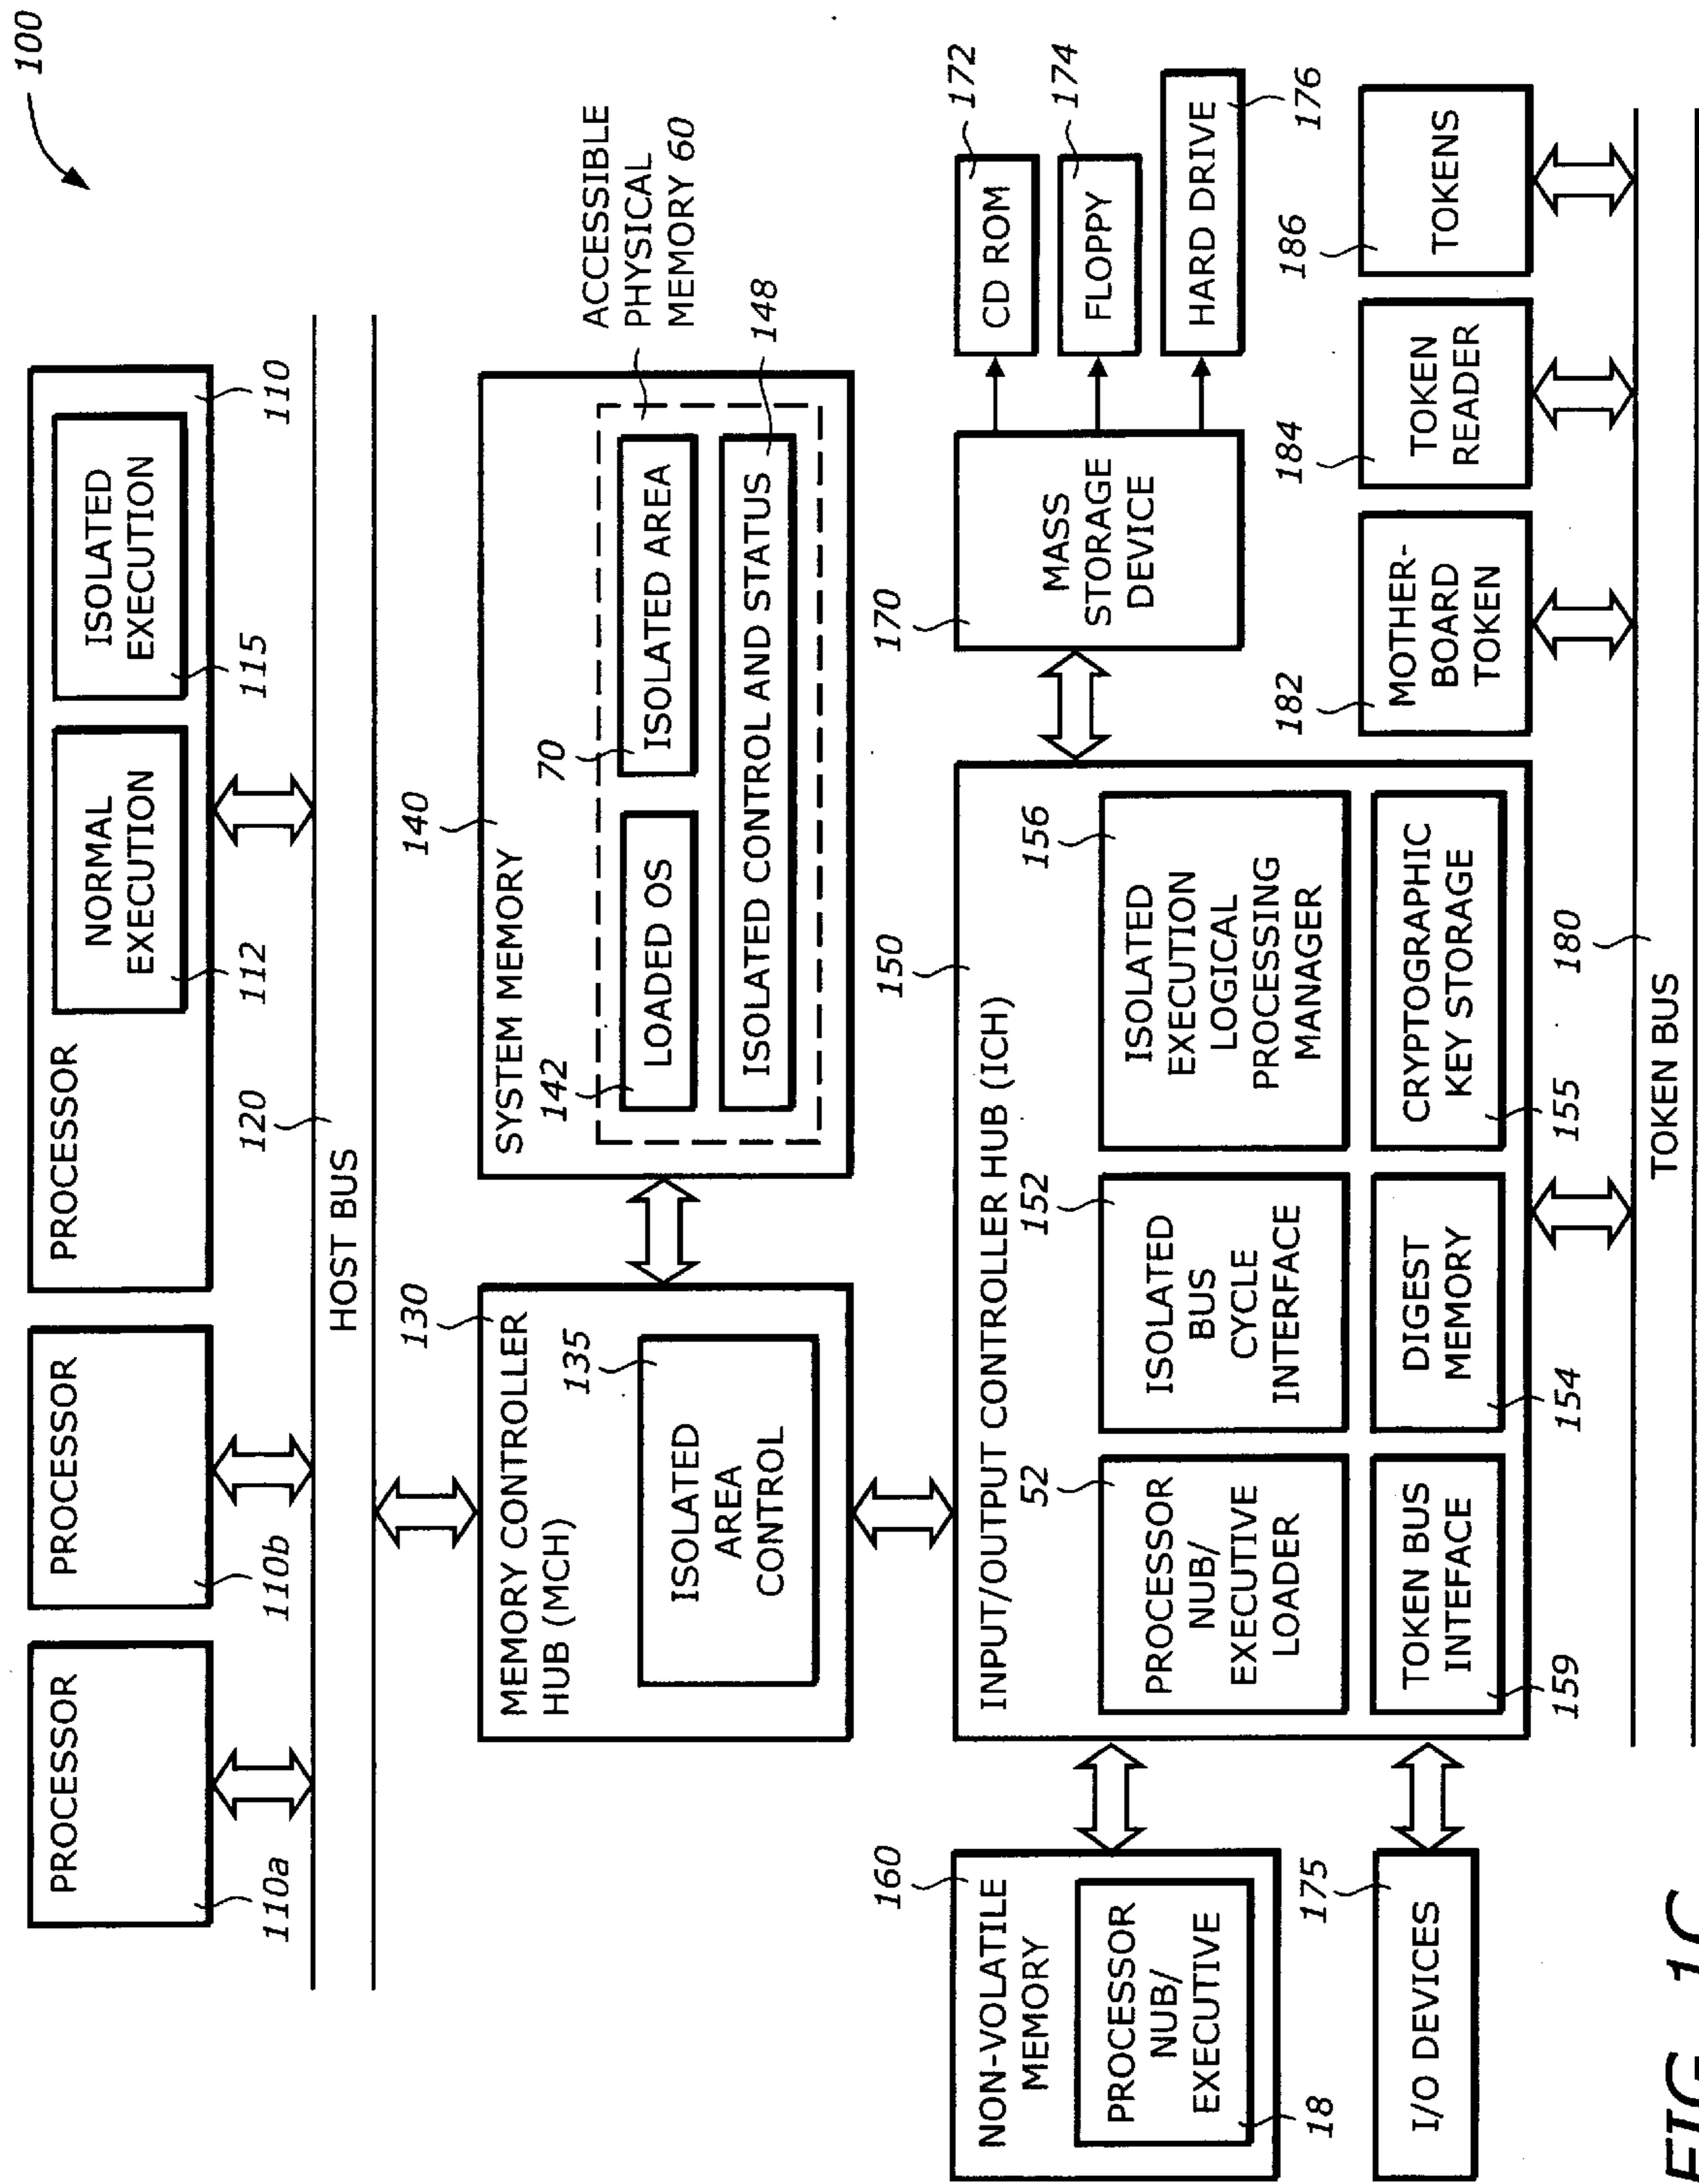 100
PROCESSOR
110a
PROCESSOR
110b
PROCESSOR
NORMAL
EXECUTION
112
ISOLATED
EXECUTION
115
110
120
HOST BUS
130
MEMORY CONTROLLER
HUB (MCH)
135
ISOLATED
AREA
CONTROL
140
SYSTEM MEMORY
142
LOADED OS
70
ISOLATED AREA
ISOLATED CONTROL AND STATUS
148
ACCESSIBLE
PHYSICAL
MEMORY 60
150
INPUT/OUTPUT CONTROLLER HUB (ICH)
52
PROCESSOR
NUB/
EXECUTIVE
LOADER
152
ISOLATED
BUS
CYCLE
INTERFACE
156
ISOLATED
EXECUTION
LOGICAL
PROCESSING
MANAGER
TOKEN BUS
INTEFACE
159
DIGEST
MEMORY
154
CRYPTOGRAPHIC
KEY STORAGE
155
160
NON-VOLATILE
MEMORY
PROCESSOR
NUB/
EXECUTIVE
18
175
I/O DEVICES
170
MASS
STORAGE
DEVICE
CD ROM
172
FLOPPY
174
HARD DRIVE
176
182
MOTHER-
BOARD
TOKEN
184
TOKEN
READER
186
TOKENS
180
TOKEN BUS
FIG. 1C